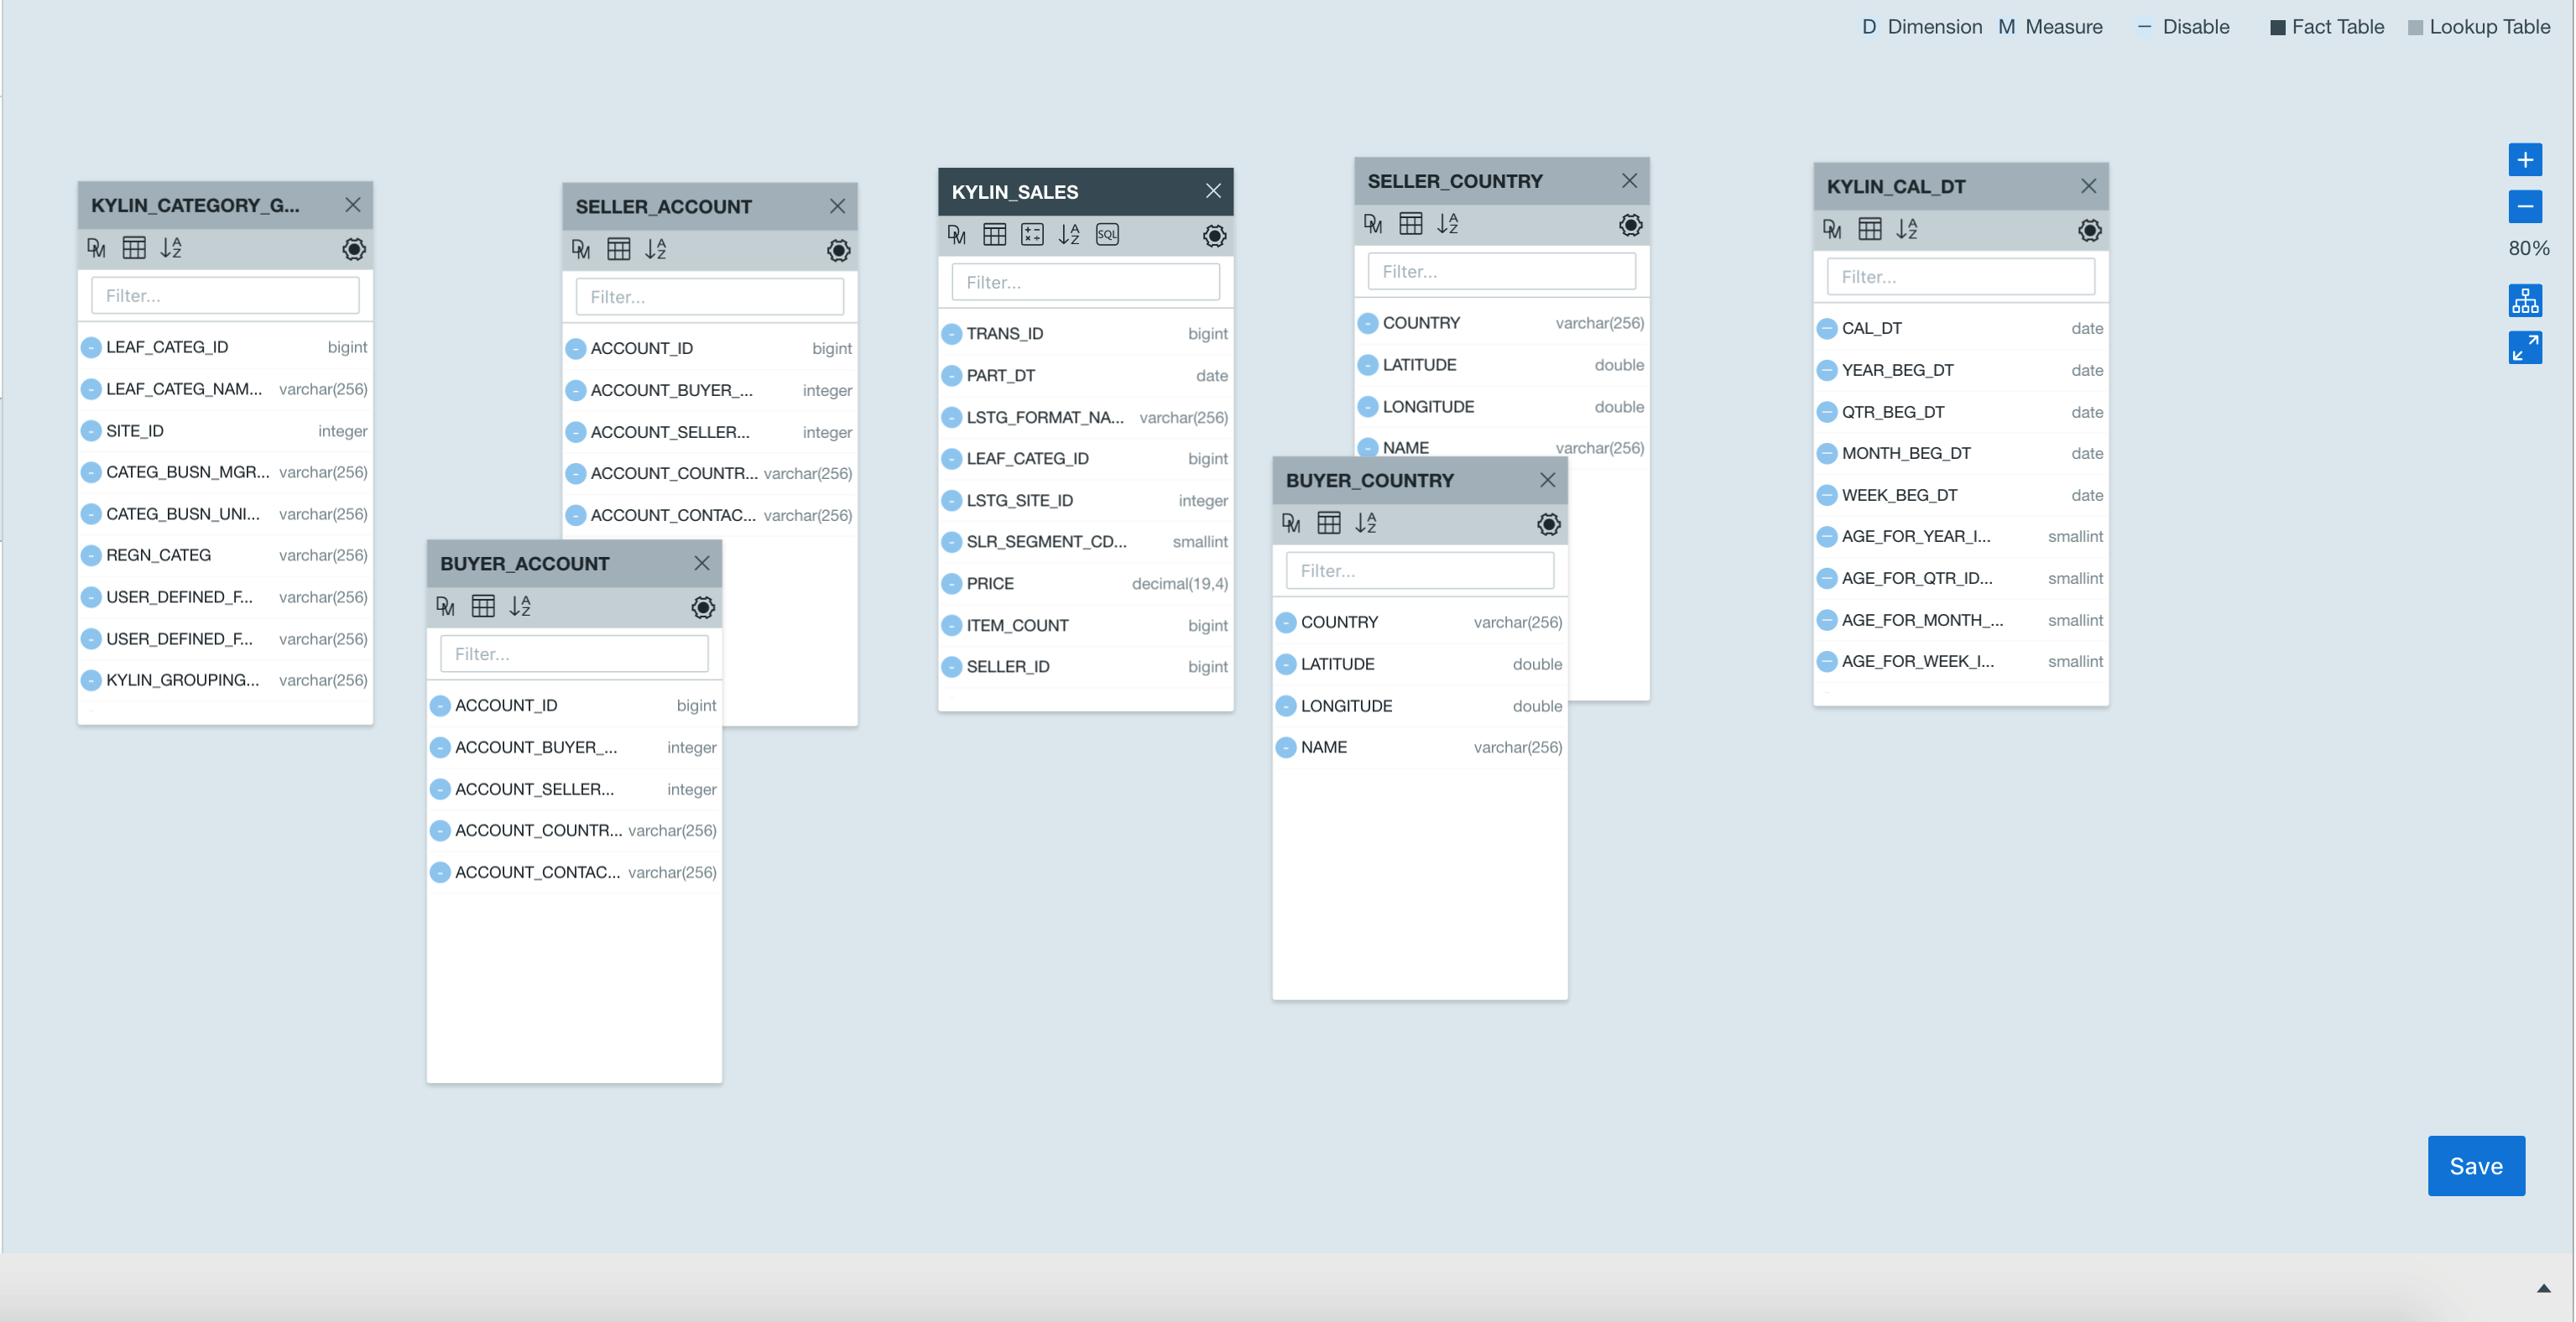 D Dimension M Measure – Disable Fact Table Lookup Table
KYLIN_CATEGORY_G...
Filter...
- LEAF_CATEG_ID bigint
- LEAF_CATEG_NAM... varchar(256)
- SITE_ID integer
- CATEG_BUSN_MGR... varchar(256)
- CATEG_BUSN_UNI... varchar(256)
- REGN_CATEG varchar(256)
- USER_DEFINED_F... varchar(256)
- USER_DEFINED_F... varchar(256)
- KYLIN_GROUPING... varchar(256)
SELLER_ACCOUNT
Filter...
- ACCOUNT_ID bigint
- ACCOUNT_BUYER_... integer
- ACCOUNT_SELLER... integer
- ACCOUNT_COUNTR... varchar(256)
- ACCOUNT_CONTAC... varchar(256)
BUYER_ACCOUNT
Filter...
- ACCOUNT_ID bigint
- ACCOUNT_BUYER_... integer
- ACCOUNT_SELLER... integer
- ACCOUNT_COUNTR... varchar(256)
- ACCOUNT_CONTAC... varchar(256)
KYLIN_SALES
SQL
Filter...
- TRANS_ID bigint
- PART_DT date
- LSTG_FORMAT_NA... varchar(256)
- LEAF_CATEG_ID bigint
- LSTG_SITE_ID integer
- SLR_SEGMENT_CD... smallint
- PRICE decimal(19,4)
- ITEM_COUNT bigint
- SELLER_ID bigint
SELLER_COUNTRY
Filter...
- COUNTRY varchar(256)
- LATITUDE double
- LONGITUDE double
- NAME varchar(256)
BUYER_COUNTRY
Filter...
- COUNTRY varchar(256)
- LATITUDE double
- LONGITUDE double
- NAME varchar(256)
KYLIN_CAL_DT
Filter...
– CAL_DT date
– YEAR_BEG_DT date
– QTR_BEG_DT date
– MONTH_BEG_DT date
– WEEK_BEG_DT date
– AGE_FOR_YEAR_I... smallint
– AGE_FOR_QTR_ID... smallint
– AGE_FOR_MONTH_... smallint
– AGE_FOR_WEEK_I... smallint
80%
Save